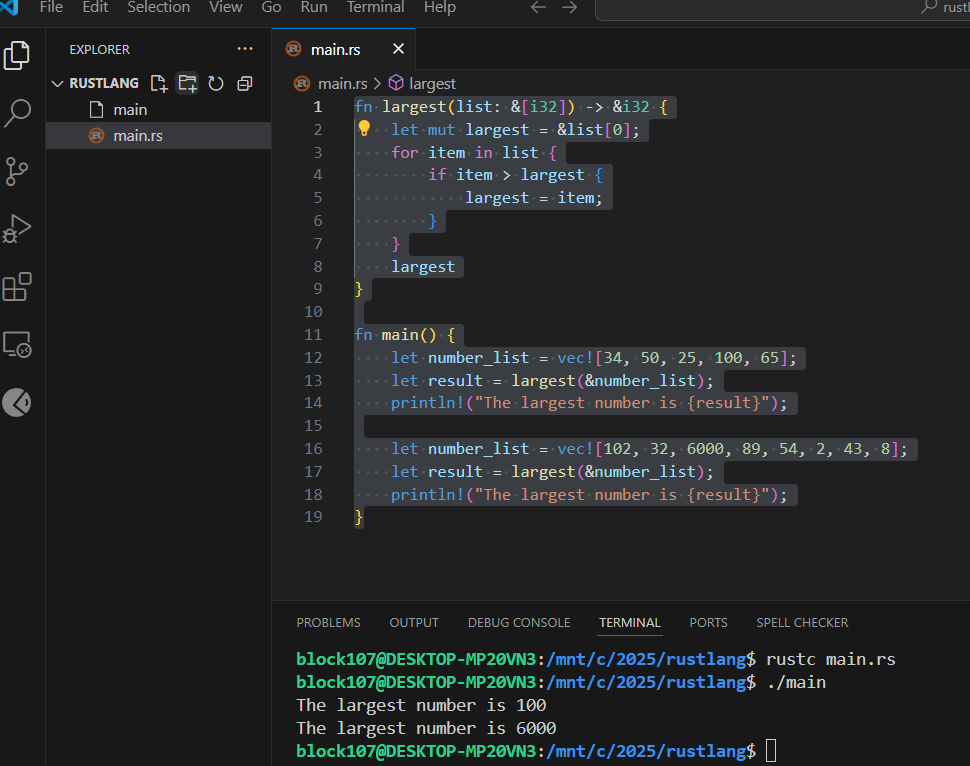 File Edit Selection View Go Run Terminal Help
EXPLORER ...
main.rs
RUSTLANG
main
main.rs
main.rs > largest
1 fn largest(list: &[i32]) -> &i32 {
2     let mut largest = &list[0];
3     for item in list {
4         if item > largest {
5             largest = item;
6         }
7     }
8     largest
9 }
10
11 fn main() {
12     let number_list = vec![34, 50, 25, 100, 65];
13     let result = largest(&number_list);
14     println!("The largest number is {result}");
15
16     let number_list = vec![102, 32, 6000, 89, 54, 2, 43, 8];
17     let result = largest(&number_list);
18     println!("The largest number is {result}");
19 }
PROBLEMS OUTPUT DEBUG CONSOLE TERMINAL PORTS SPELL CHECKER
block107@DESKTOP-MP20VN3:/mnt/c/2025/rustlang$ rustc main.rs
block107@DESKTOP-MP20VN3:/mnt/c/2025/rustlang$ ./main
The largest number is 100
The largest number is 6000
block107@DESKTOP-MP20VN3:/mnt/c/2025/rustlang$